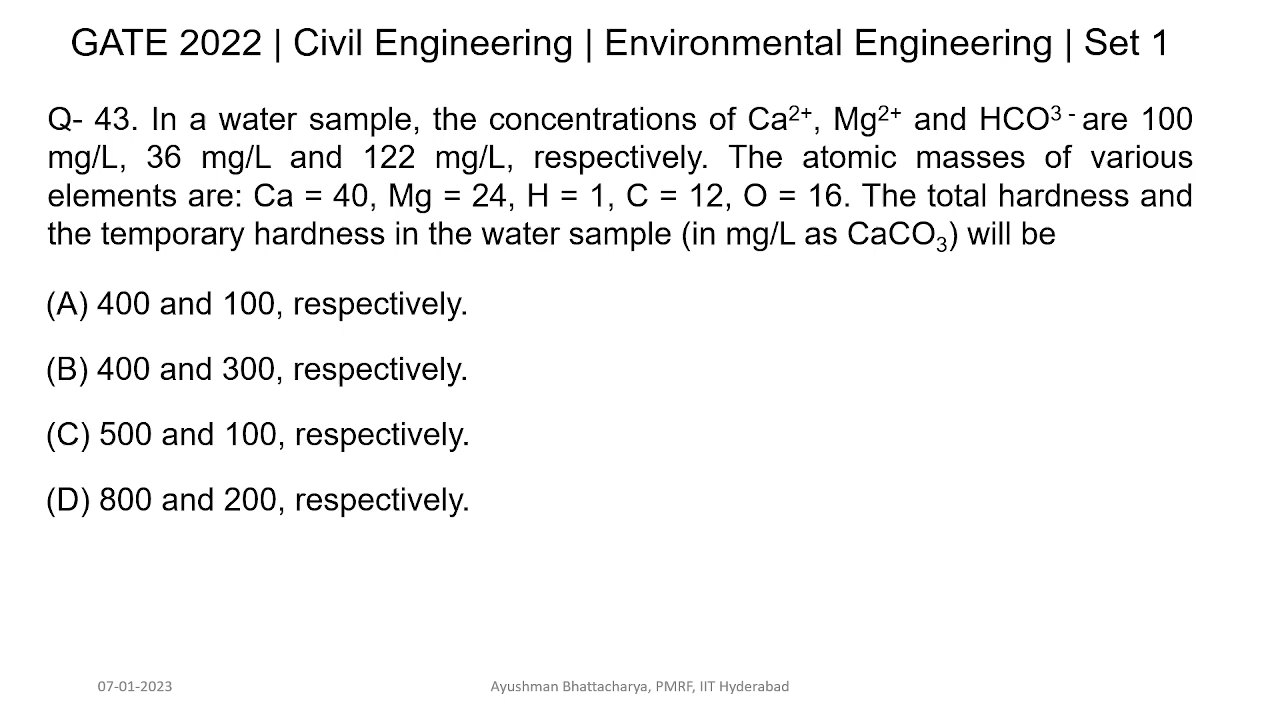 GATE 2022 | Civil Engineering | Environmental Engineering | Set 1
Q- 43. In a water sample, the concentrations of Ca²⁺, Mg²⁺ and HCO³⁻ are 100
mg/L, 36 mg/L and 122 mg/L, respectively. The atomic masses of various
elements are: Ca = 40, Mg = 24, H = 1, C = 12, O = 16. The total hardness and
the temporary hardness in the water sample (in mg/L as CaCO₃) will be
(A) 400 and 100, respectively.
(B) 400 and 300, respectively.
(C) 500 and 100, respectively.
(D) 800 and 200, respectively.
07-01-2023
Ayushman Bhattacharya, PMRF, IIT Hyderabad